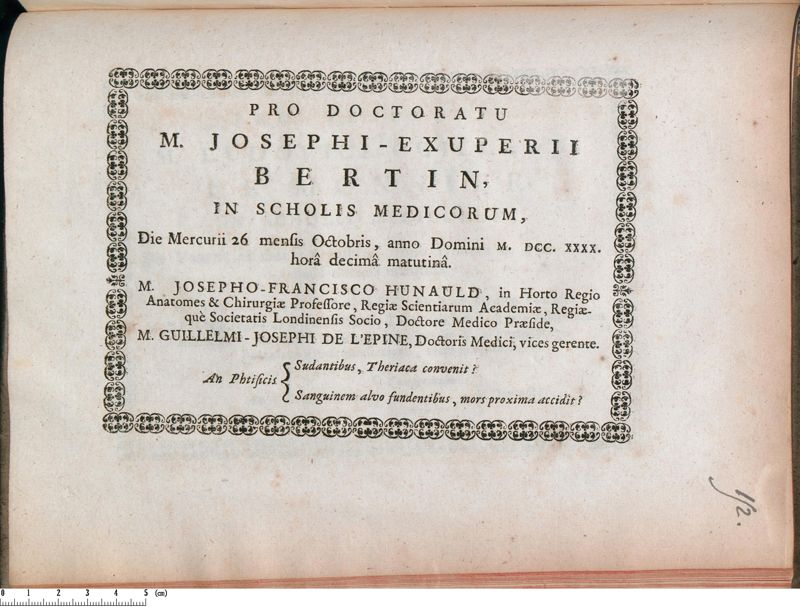 PRO DOCTORATU
M. JOSEPHI-EXUPERII
BERTIN,
IN SCHOLIS MEDICORUM,
Die Mercurii 26 mensis Octobris, anno Domini M. DCC. XXXX.
horâ decimâ matutinâ.
M. JOSEPHO-FRANCISCO HUNAULD, in Horto Regio
Anatomes & Chirurgiæ Professore, Regiæ Scientiarum Academiæ, Regiæ-
què Societatis Londinensis Socio, Doctore Medico Præside,
M. GUILLELMI-JOSEPHI DE L'EPINE, Doctoris Medici, vices gerente.
An Phtisicis { Sudantibus, Theriaca convenit?
Sanguinem alvo fundentibus, mors proxima accidit?
1/2.
0 1 2 3 4 5 (cm)